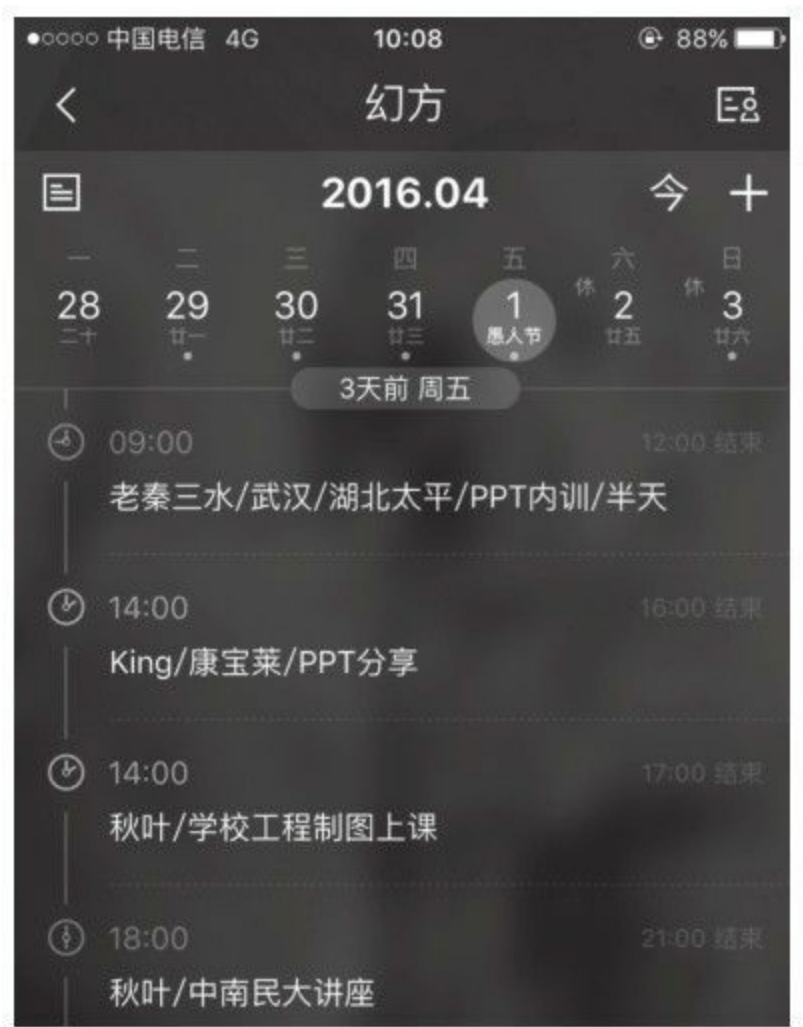 中国电信 4G 10:08 88%
幻方
2016.04 今
一 二 三 四 五 六 日
28 29 30 31 1 休 2 休 3
二十 廿一 廿二 廿三 愚人节 廿五 廿六
3天前 周五
09:00 12:00 结束
老秦三水/武汉/湖北太平/PPT内训/半天
14:00 16:00 结束
King/康宝莱/PPT分享
14:00 17:00 结束
秋叶/学校工程制图上课
18:00 21:00 结束
秋叶/中南民大讲座